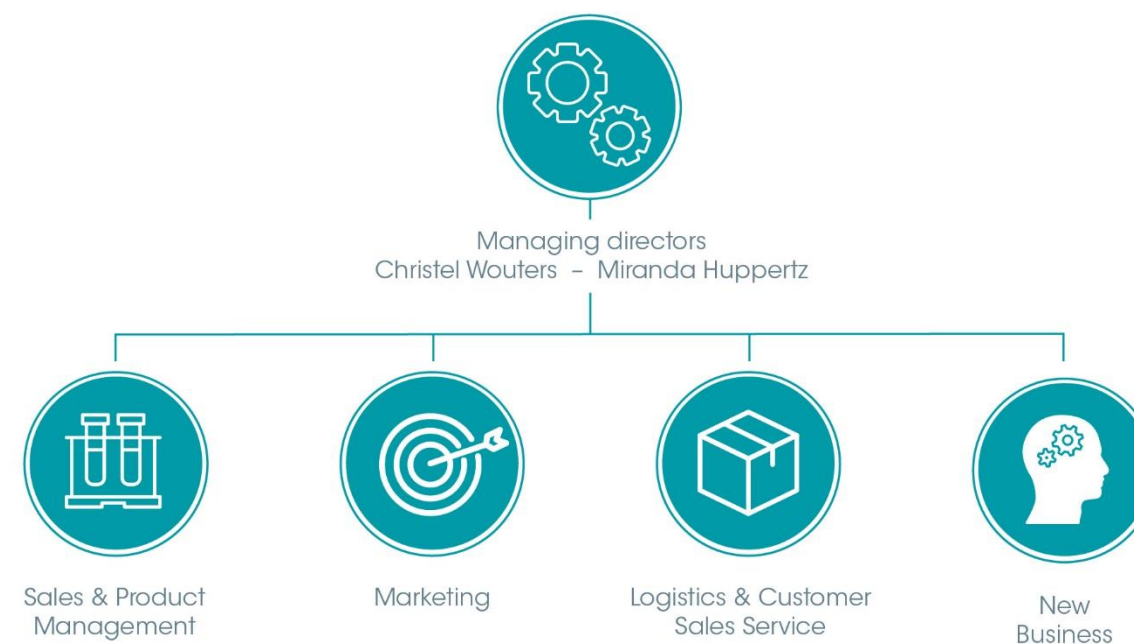 Managing directors
Christel Wouters – Miranda Huppertz
Sales & Product
Management
Marketing
Logistics & Customer
Sales Service
New
Business